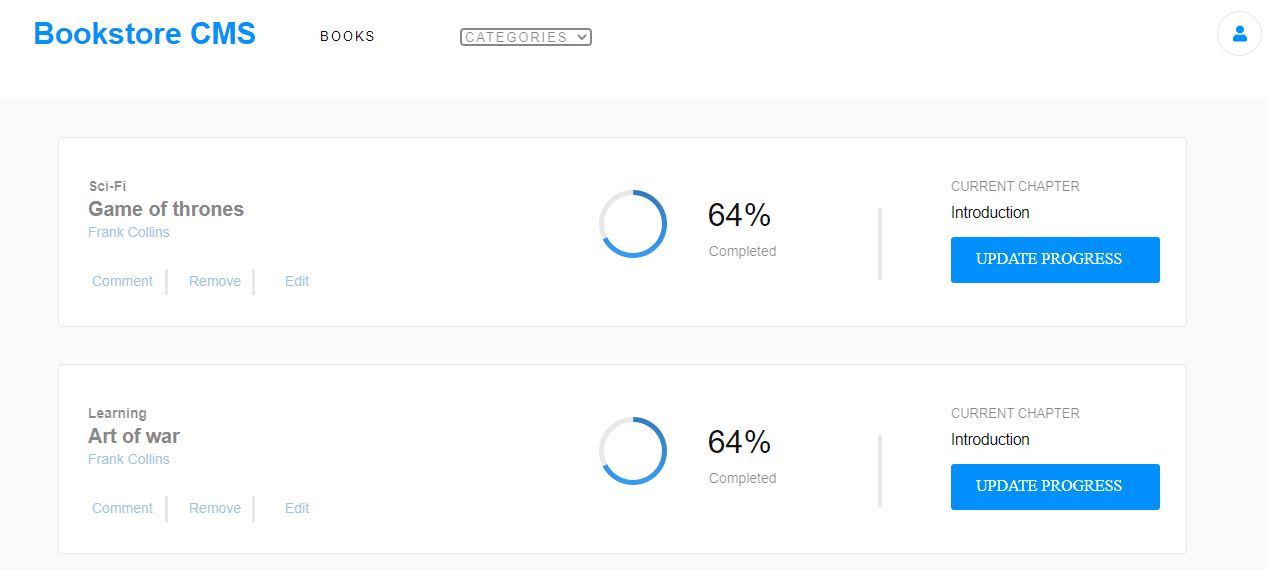 Bookstore CMS
BOOKS
CATEGORIES
Sci-Fi
Game of thrones
Frank Collins
Comment
Remove
Edit
64%
Completed
CURRENT CHAPTER
Introduction
UPDATE PROGRESS
Learning
Art of war
Frank Collins
Comment
Remove
Edit
64%
Completed
CURRENT CHAPTER
Introduction
UPDATE PROGRESS